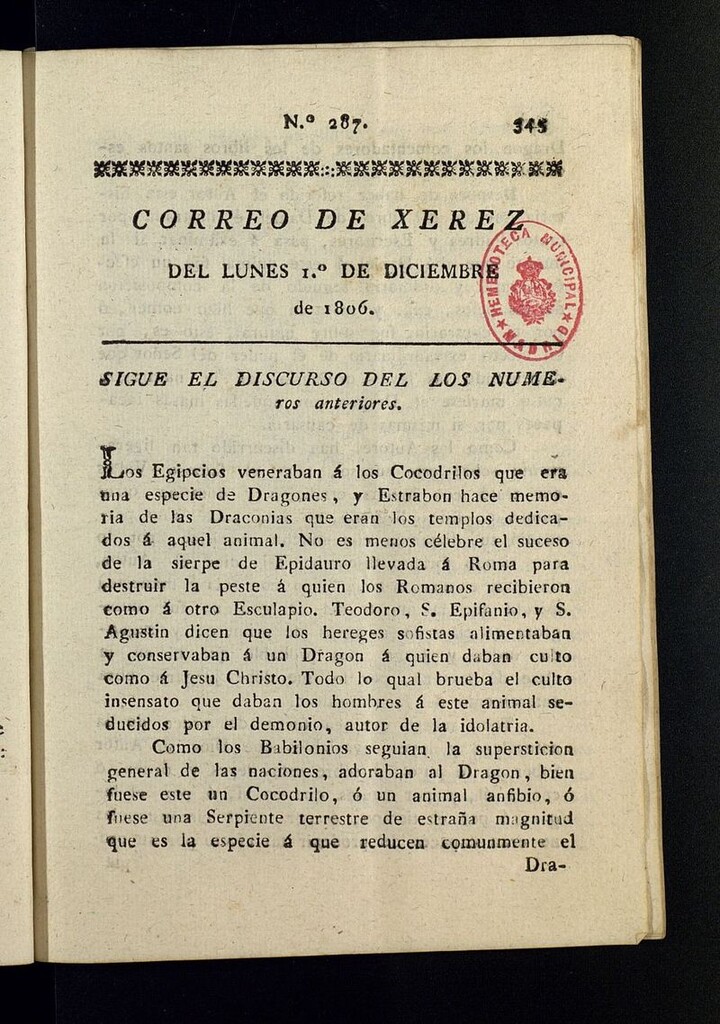 N.º 287.
345
CORREO DE XEREZ
DEL LUNES 1.º DE DICIEMBRE
de 1806.
HEMEROTECA MUNICIPAL
MADRID
SIGUE EL DISCURSO DEL LOS NUME-
ros anteriores.
Los Egipcios veneraban á los Cocodrilos que era
una especie de Dragones, y Estrabon hace memo-
ria de las Draconias que eran los templos dedica-
dos á aquel animal. No es menos célebre el suceso
de la sierpe de Epidauro llevada á Roma para
destruir la peste á quien los Romanos recibieron
como á otro Esculapio. Teodoro, S. Epifanio, y S.
Agustin dicen que los hereges sofistas alimentaban
y conservaban á un Dragon á quien daban culto
como á Jesu Christo. Todo lo qual brueba el culto
insensato que daban los hombres á este animal se-
ducidos por el demonio, autor de la idolatria.
Como los Babilonios seguian la supersticion
general de las naciones, adoraban al Dragon, bien
fuese este un Cocodrilo, ó un animal anfibio, ó
fuese una Serpiente terrestre de estraña magnitud
que es la especie á que reducen comunmente el
Dra-